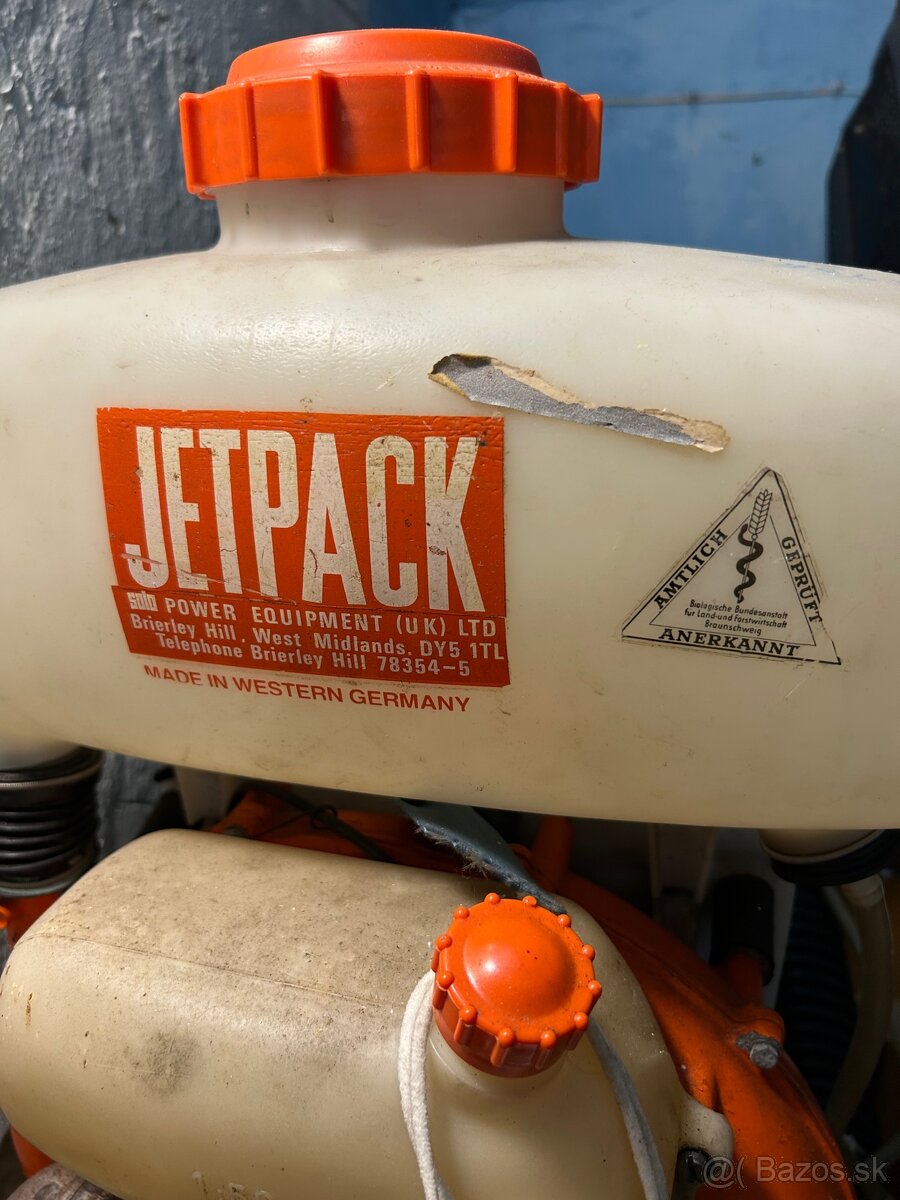 JETPACK
solo POWER EQUIPMENT (UK) LTD
Brierley Hill. West Midlands. DY5 1TL
Telephone Brierley Hill 78354-5
MADE IN WESTERN GERMANY
AMTLICH
GEPRÜFT
Biologische Bundesanstalt
für Land-und Forstwirtschaft
Braunschweig
ANERKANNT
@( Bazos.sk